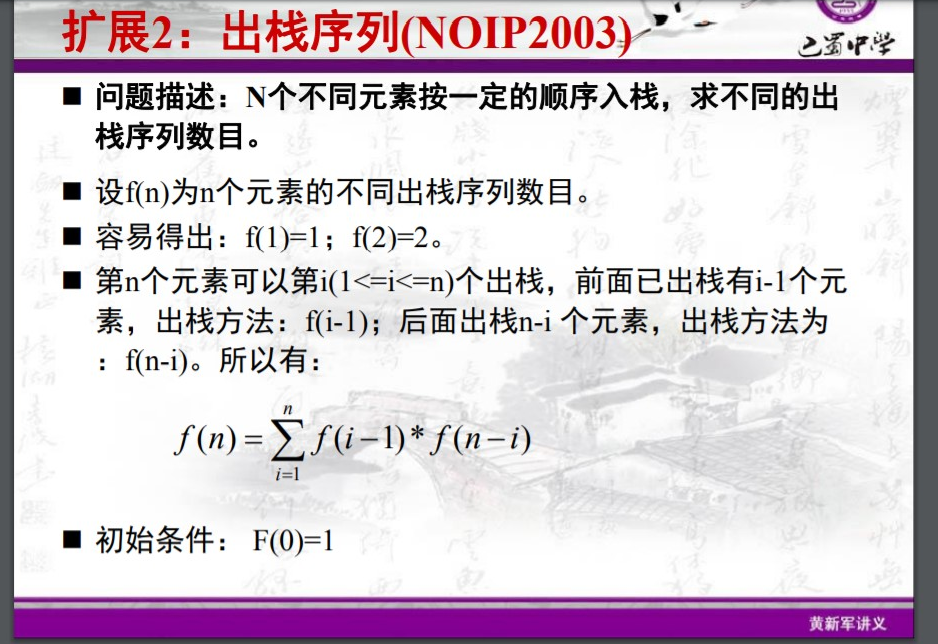 扩展2：出栈序列(NOIP2003)
巴蜀中学
■ 问题描述：N个不同元素按一定的顺序入栈，求不同的出
栈序列数目。
■ 设f(n)为n个元素的不同出栈序列数目。
■ 容易得出：f(1)=1；f(2)=2。
■ 第n个元素可以第i(1<=i<=n)个出栈，前面已出栈有i-1个元
素，出栈方法：f(i-1)；后面出栈n-i 个元素，出栈方法为
：f(n-i)。所以有：
f(n)=∑_{i=1}^{n} f(i−1)*f(n−i)
■ 初始条件： F(0)=1
黄新军讲义